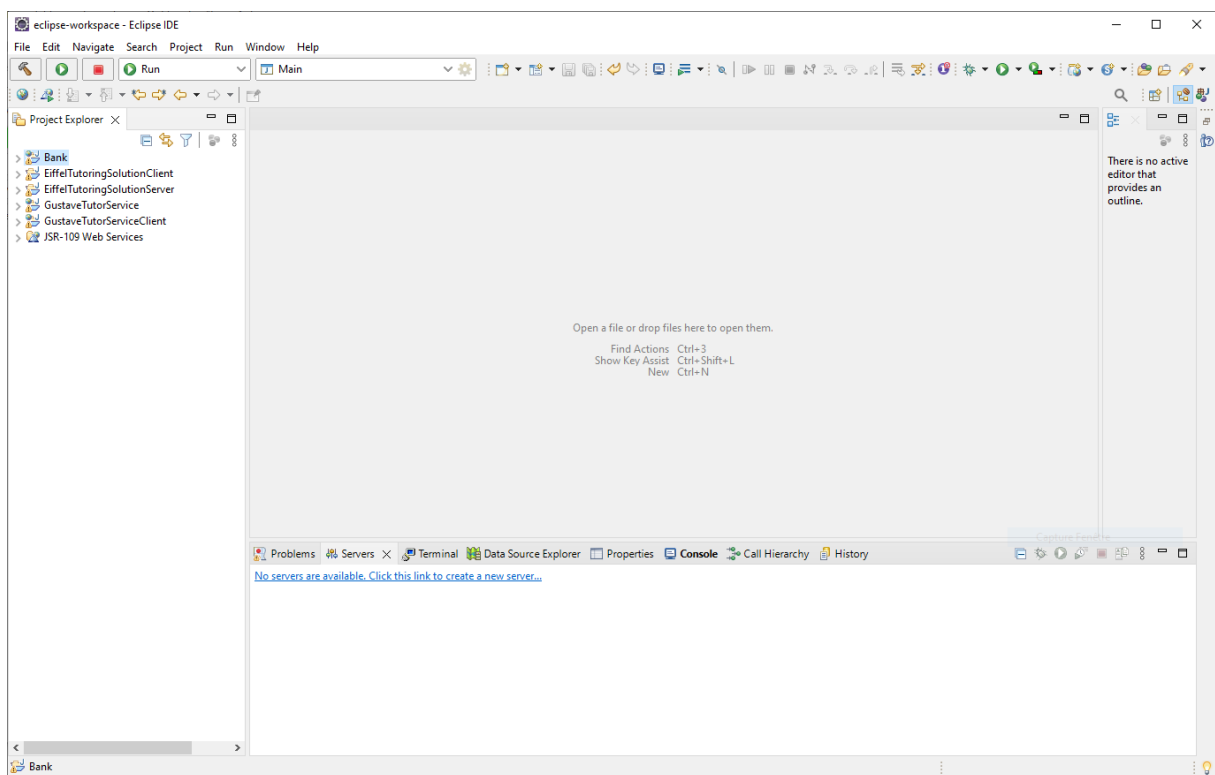 eclipse-workspace - Eclipse IDE
File Edit Navigate Search Project Run Window Help
Run
Main
Project Explorer
Bank
EiffelTutoringSolutionClient
EiffelTutoringSolutionServer
GustaveTutorService
GustaveTutorServiceClient
JSR-109 Web Services
Open a file or drop files here to open them.
Find Actions Ctrl+3
Show Key Assist Ctrl+Shift+L
New Ctrl+N
There is no active
editor that
provides an
outline.
Problems Servers Terminal Data Source Explorer Properties Console Call Hierarchy History
No servers are available. Click this link to create a new server...
Bank